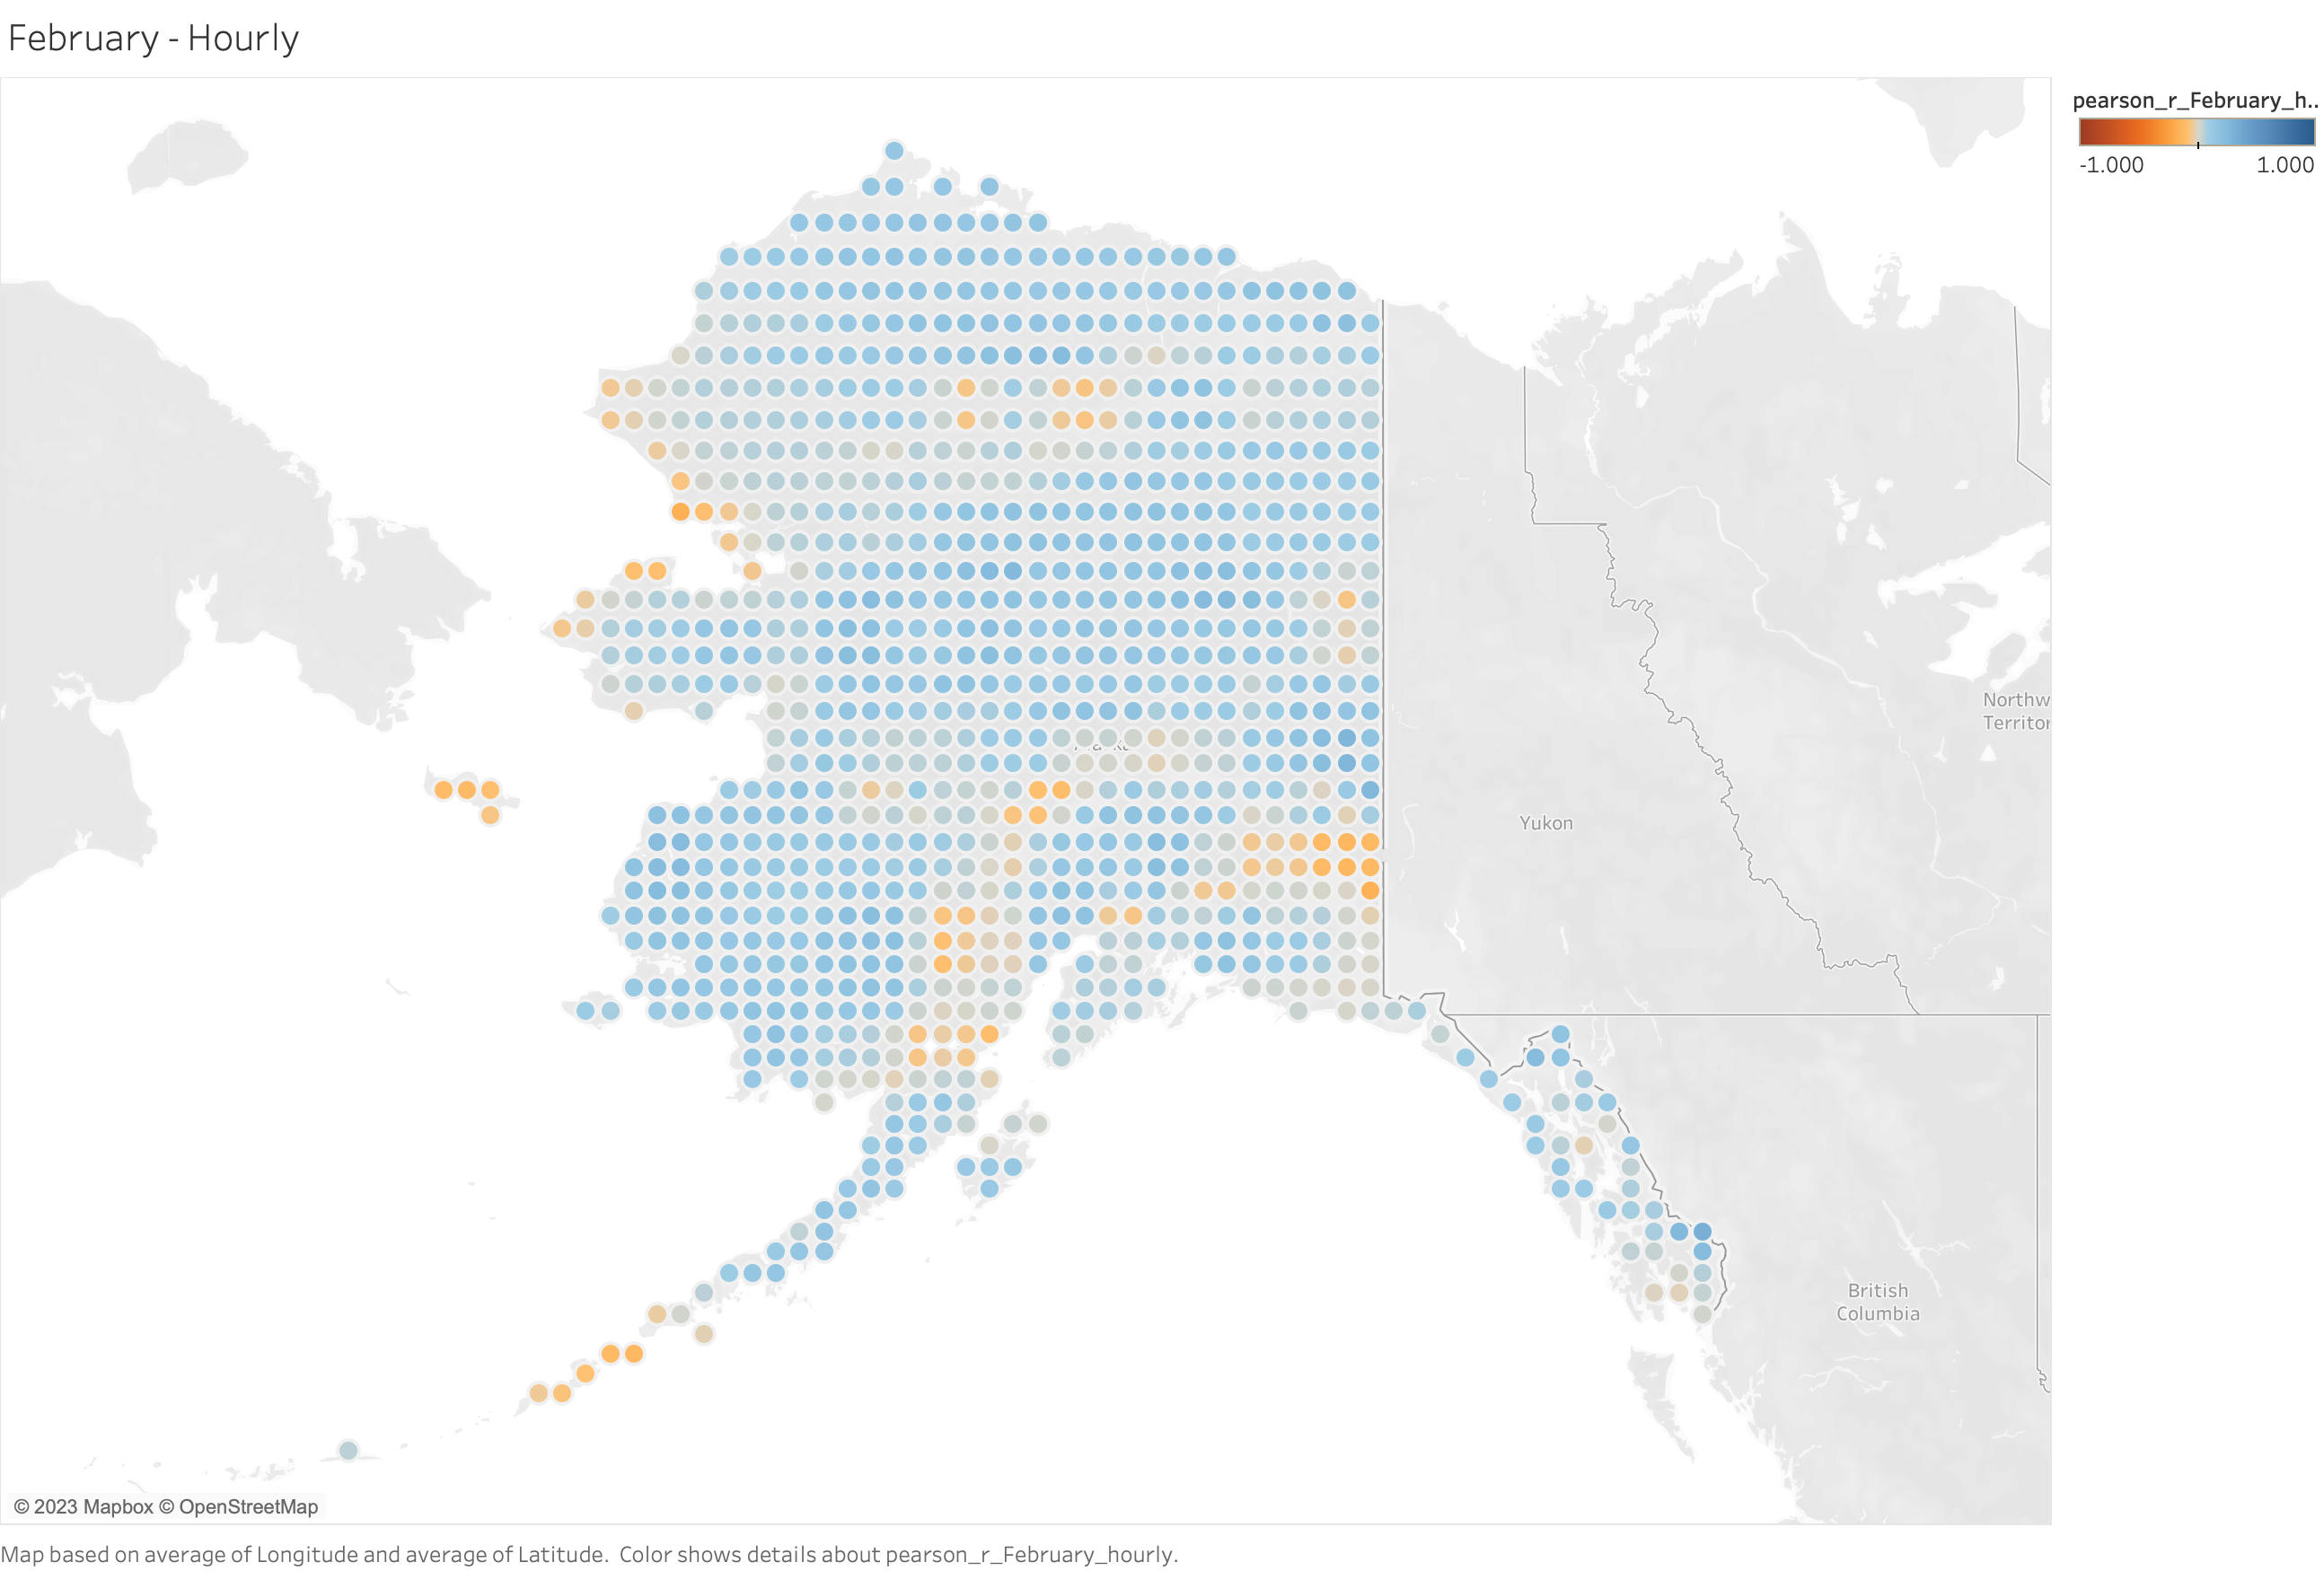 February - Hourly
pearson_r_February_h..
-1.000
1.000
Northw
Territor
Yukon
British
Columbia
© 2023 Mapbox © OpenStreetMap
Map based on average of Longitude and average of Latitude. Color shows details about pearson_r_February_hourly.